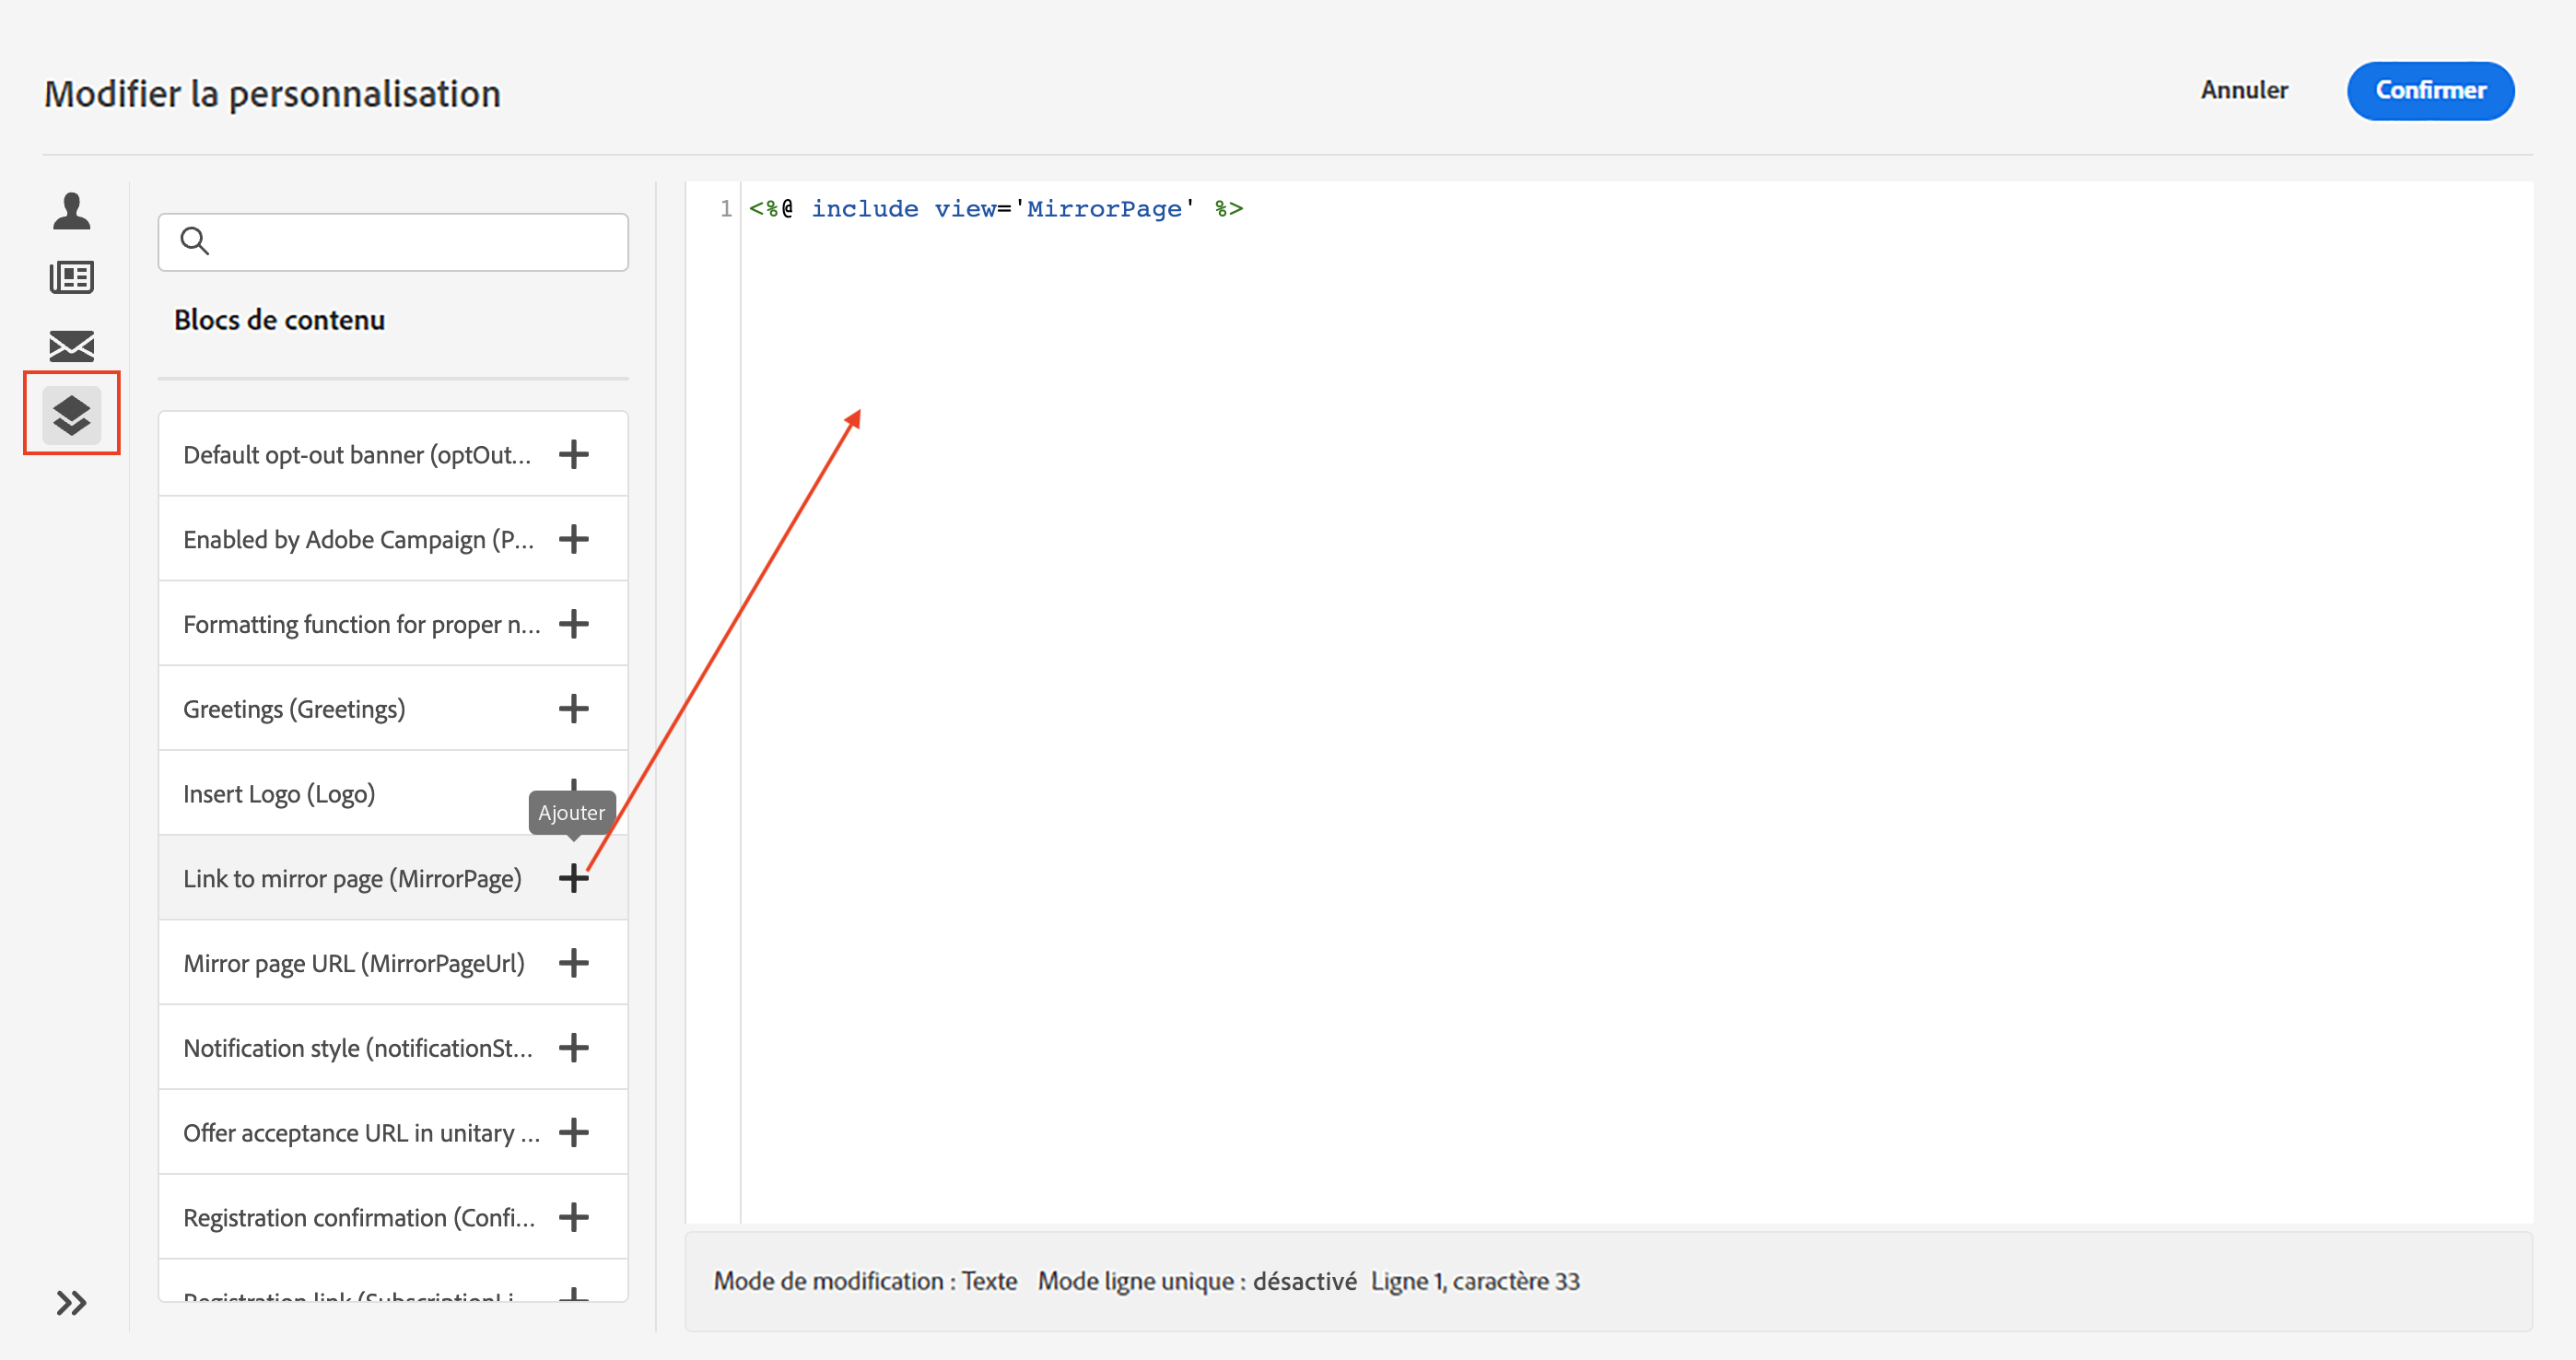 Modifier la personnalisation
Annuler
Confirmer
Blocs de contenu
Default opt-out banner (optOut...
Enabled by Adobe Campaign (P...
Formatting function for proper n...
Greetings (Greetings)
Insert Logo (Logo)
Ajouter
Link to mirror page (MirrorPage)
Mirror page URL (MirrorPageUrl)
Notification style (notificationSt...
Offer acceptance URL in unitary ...
Registration confirmation (Confi...
Registration link (SubscriptionLi
1 <%@ include view='MirrorPage' %>
Mode de modification : Texte Mode ligne unique : désactivé Ligne 1, caractère 33